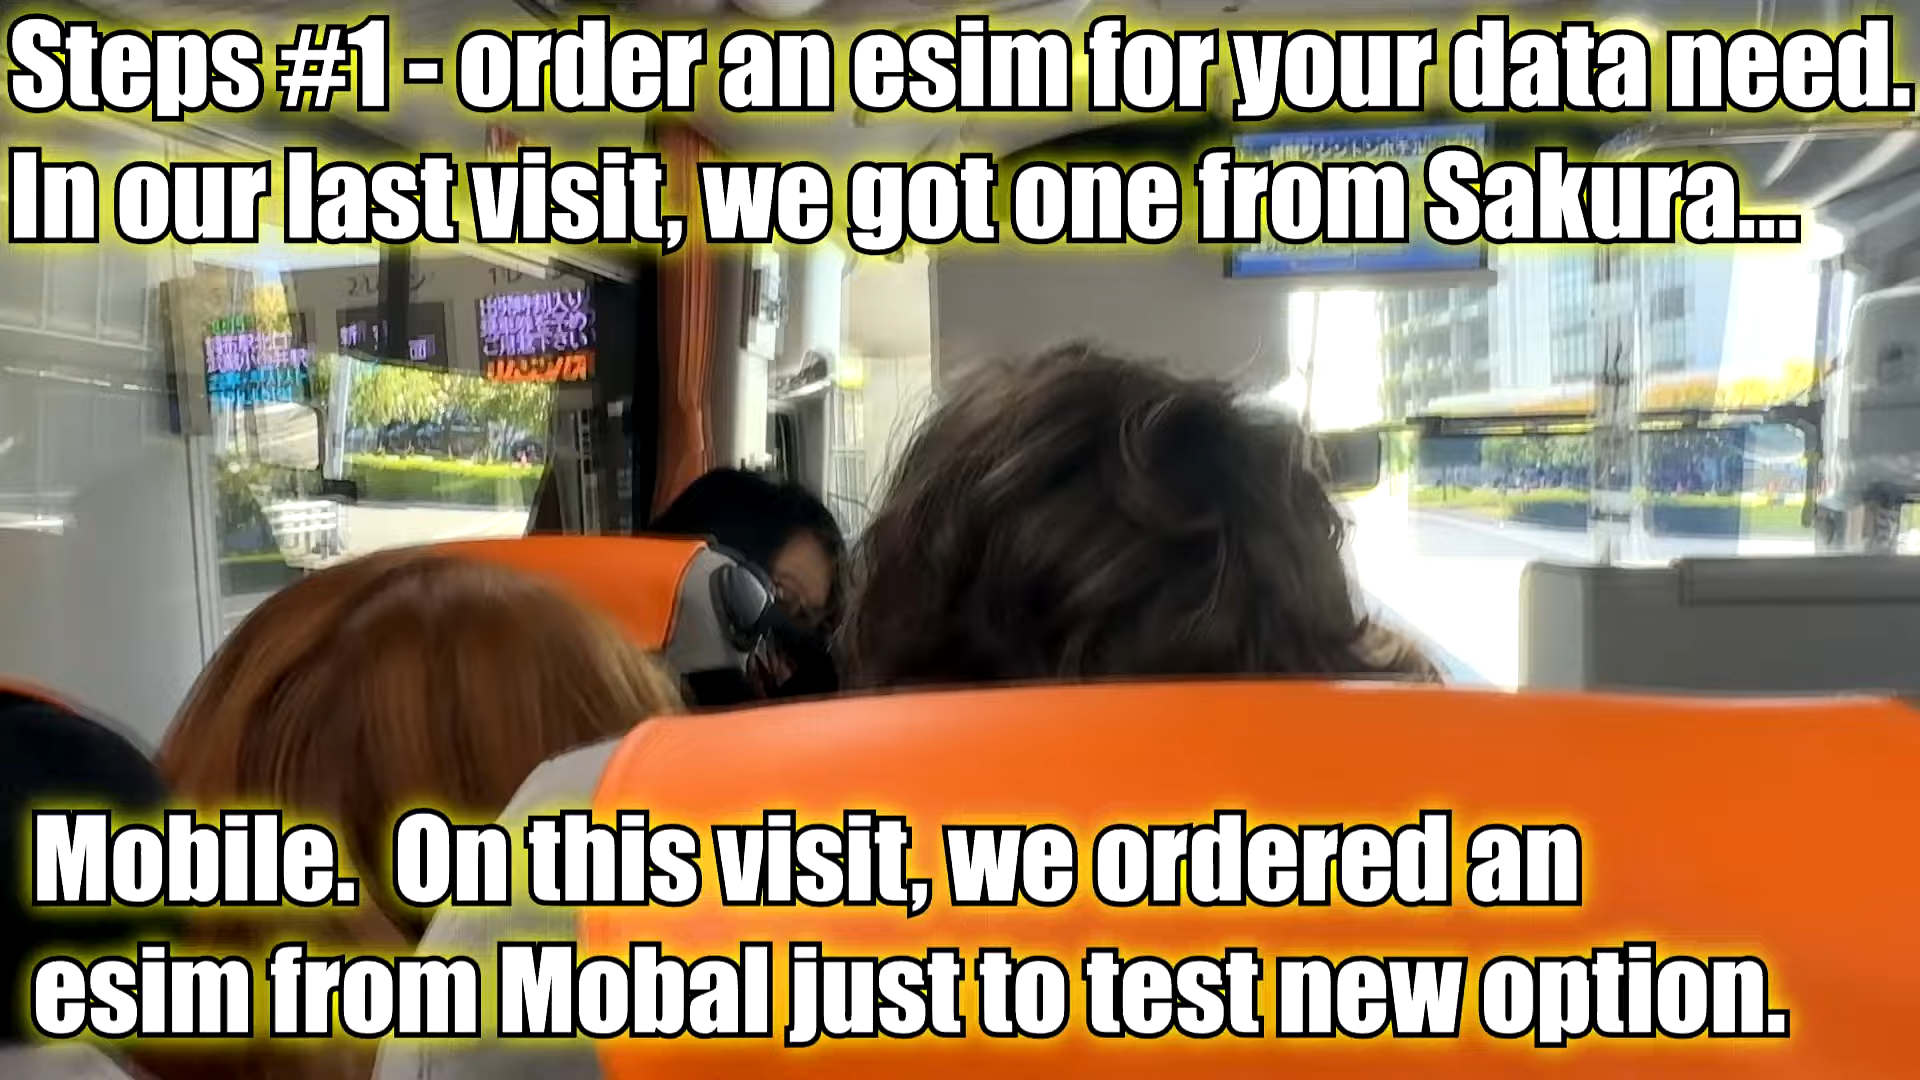 Steps #1 - order an esim for your data need.
In our last visit, we got one from Sakura...
Mobile.  On this visit, we ordered an
esim from Mobal just to test new option.